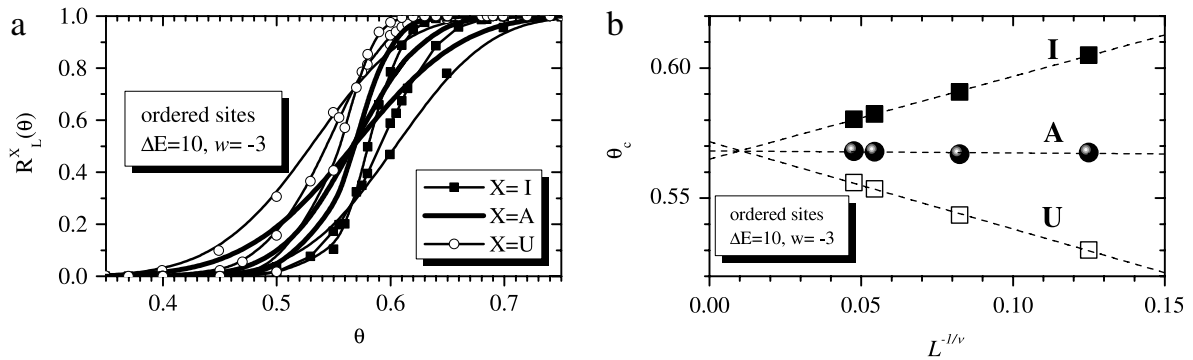 a
R^X_L(θ)
1.0
0.8
0.6
0.4
0.2
0.0
ordered sites
ΔE=10, w= -3
X= I
X=A
X=U
0.4
0.5
0.6
0.7
θ
b
θ_c
0.60
0.55
I
A
U
ordered sites
ΔE=10, w= -3
0.00
0.05
0.10
0.15
L^{-1/ν}